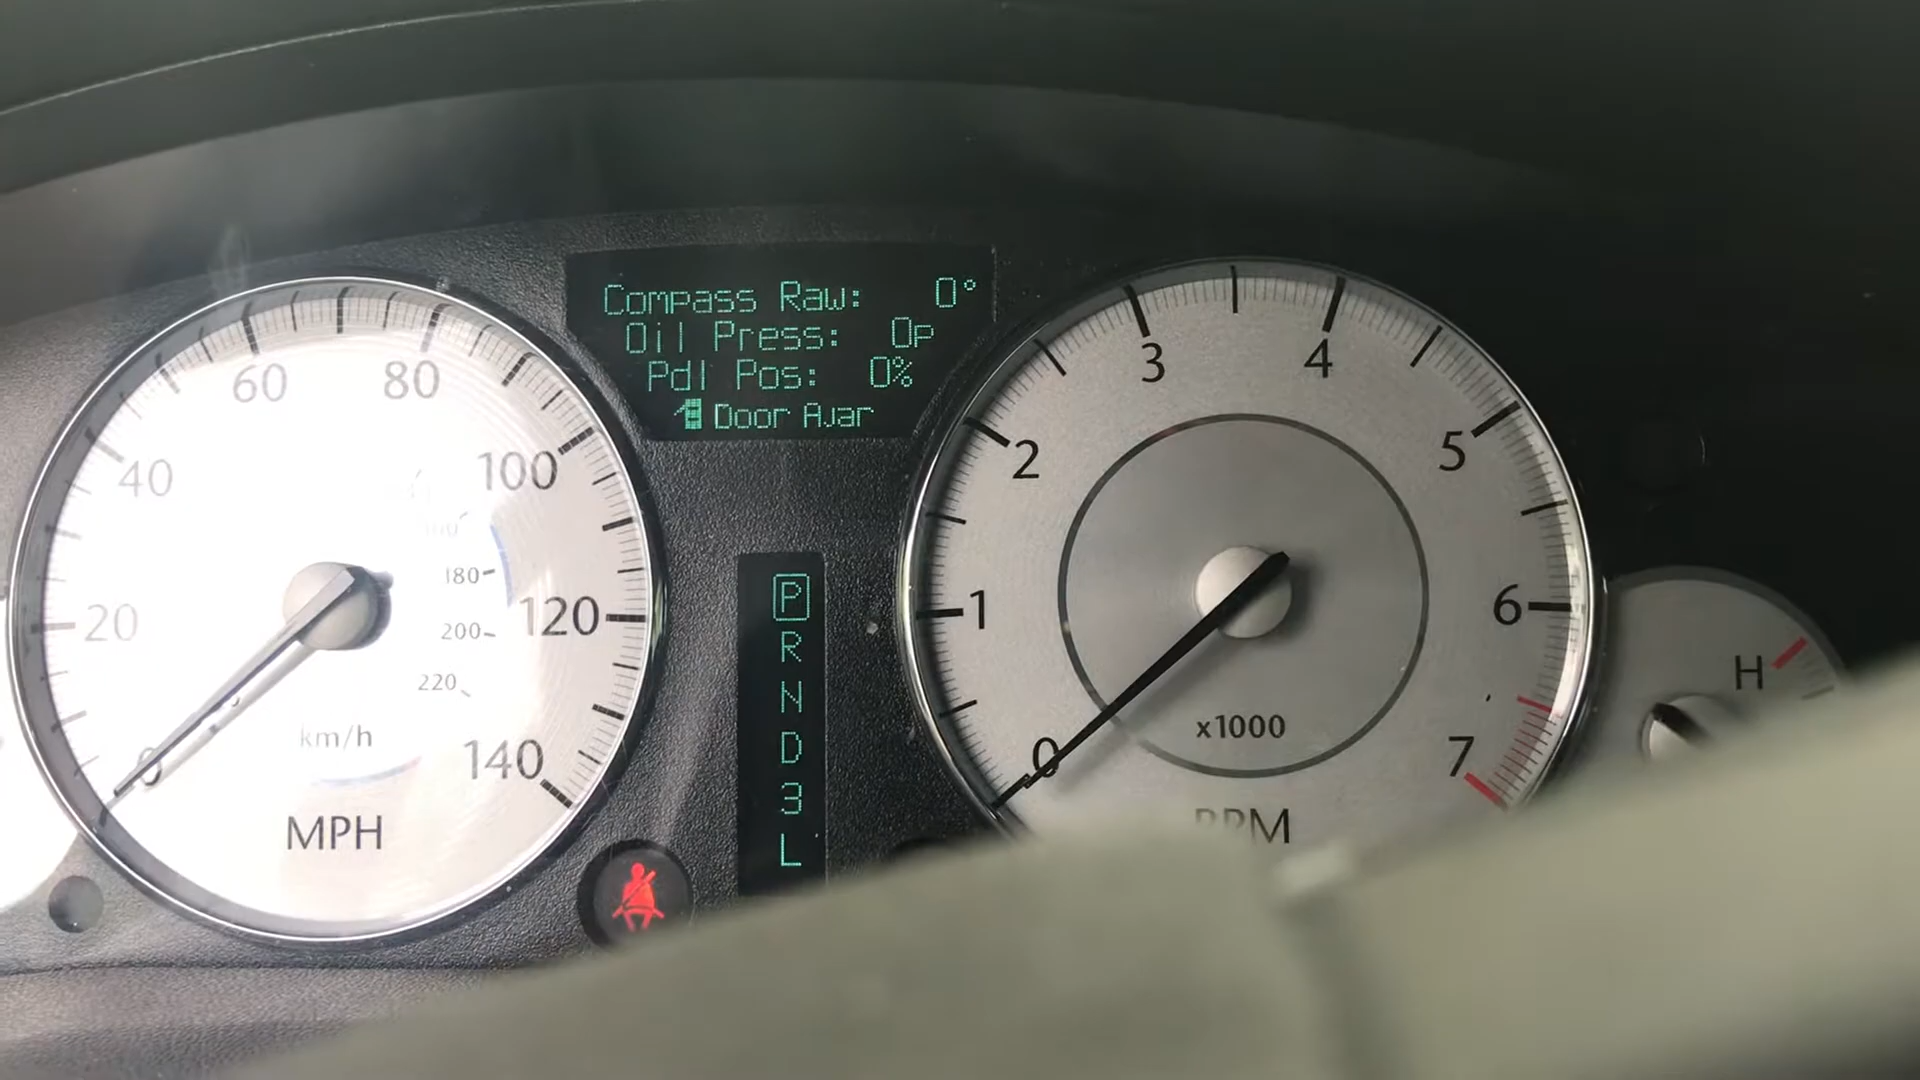 Compass Raw: 0°
Oil Press: 0p
Pdl Pos: 0%
Door Ajar
0
20
40
60
80
100
120
140
180
200
220
km/h
MPH
P
R
N
D
3
L
0
1
2
3
4
5
6
7
x1000
RPM
H